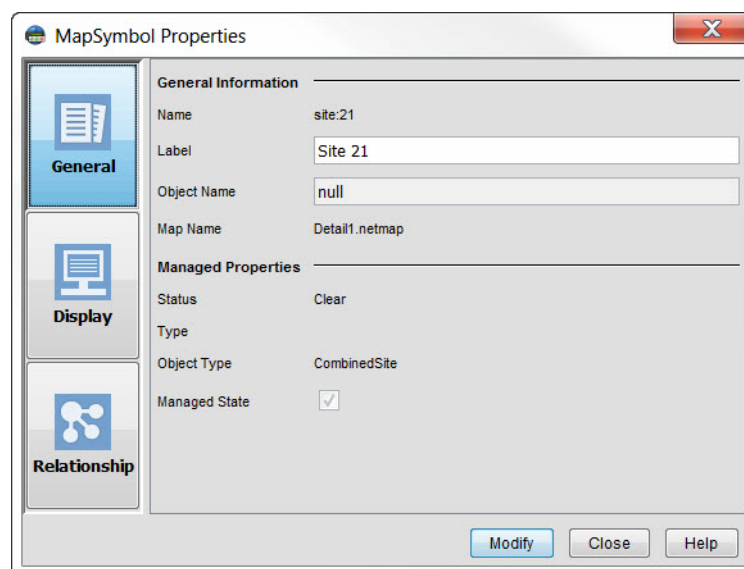 MapSymbol Properties
General
Display
Relationship
General Information
Name site:21
Label Site 21
Object Name null
Map Name Detail1.netmap
Managed Properties
Status Clear
Type
Object Type CombinedSite
Managed State
Modify Close Help